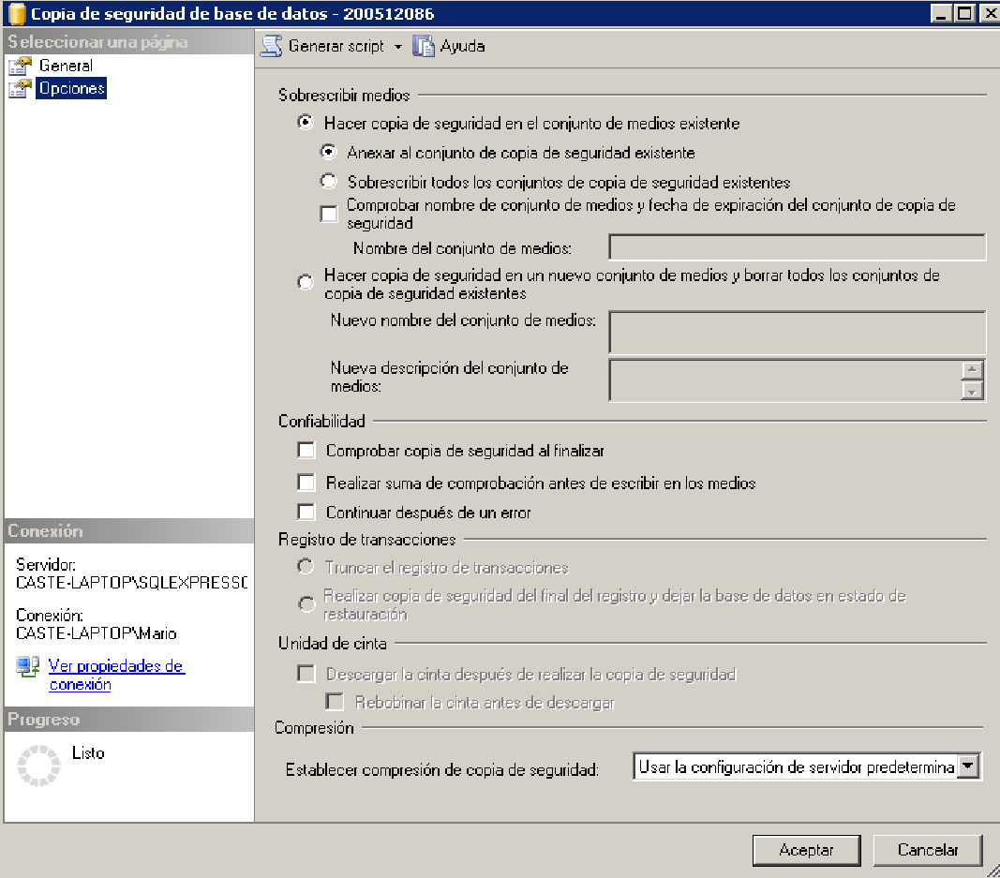 Copia de seguridad de base de datos - 200512086
Seleccionar una página
General
Opciones
Generar script
Ayuda
Sobrescribir medios
Hacer copia de seguridad en el conjunto de medios existente
Anexar al conjunto de copia de seguridad existente
Sobrescribir todos los conjuntos de copia de seguridad existentes
Comprobar nombre de conjunto de medios y fecha de expiración del conjunto de copia de
seguridad
Nombre del conjunto de medios:
Hacer copia de seguridad en un nuevo conjunto de medios y borrar todos los conjuntos de
copia de seguridad existentes
Nuevo nombre del conjunto de medios:
Nueva descripción del conjunto de
medios:
Confiabilidad
Comprobar copia de seguridad al finalizar
Realizar suma de comprobación antes de escribir en los medios
Continuar después de un error
Registro de transacciones
Truncar el registro de transacciones
Realizar copia de seguridad del final del registro y dejar la base de datos en estado de
restauración
Unidad de cinta
Descargar la cinta después de realizar la copia de seguridad
Rebobinar la cinta antes de descargar
Compresión
Establecer compresión de copia de seguridad:
Usar la configuración de servidor predetermina
Conexión
Servidor:
CASTE-LAPTOP\SQLEXPRESSC
Conexión:
CASTE-LAPTOP\Mario
Ver propiedades de
conexión
Progreso
Listo
Aceptar
Cancelar